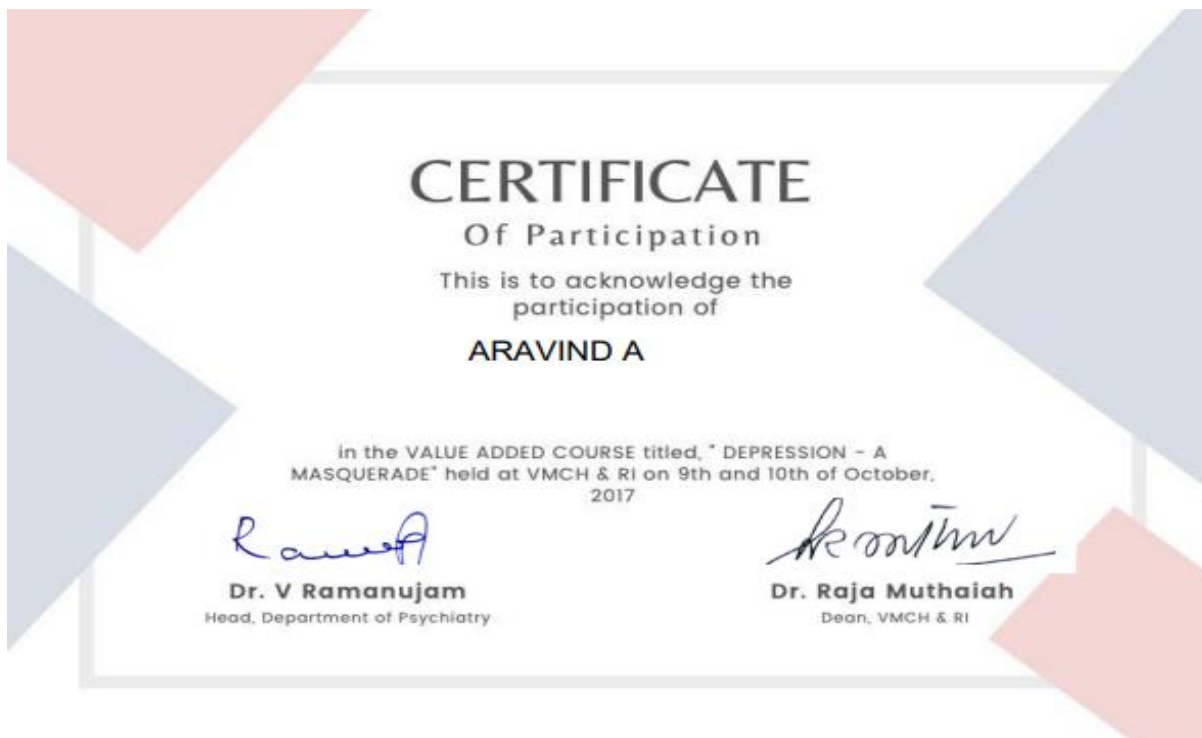 CERTIFICATE
Of Participation
This is to acknowledge the
participation of
ARAVIND A
in the VALUE ADDED COURSE titled, " DEPRESSION - A
MASQUERADE" held at VMCH & RI on 9th and 10th of October,
2017
Dr. V Ramanujam
Head, Department of Psychiatry
Dr. Raja Muthaiah
Dean, VMCH & RI